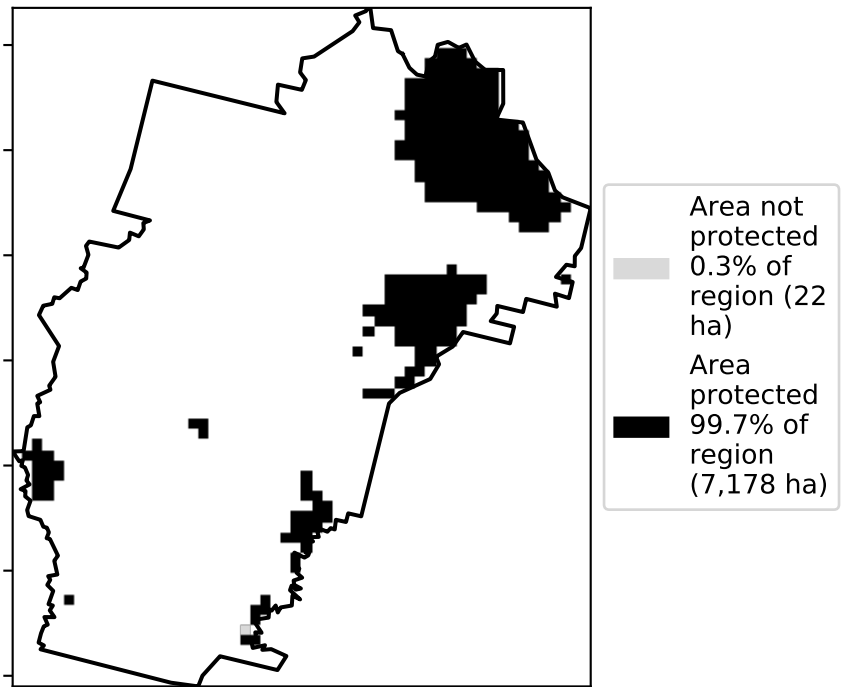 Area not
protected
0.3% of
region (22
ha)
Area
protected
99.7% of
region
(7,178 ha)